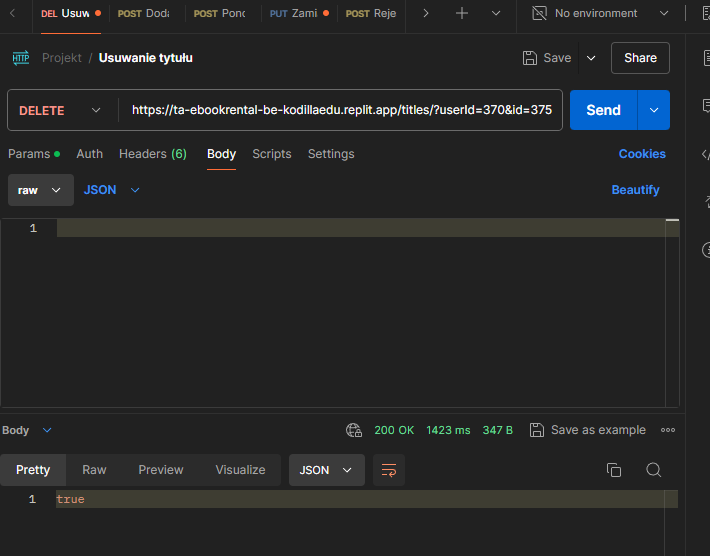 DEL Usuw POST Doda POST Pond PUT Zami POST Reje No environment
HTTP Projekt / Usuwanie tytułu Save Share
DELETE https://ta-ebookrental-be-kodillaedu.replit.app/titles/?userId=370&id=375 Send
Params Auth Headers (6) Body Scripts Settings Cookies
raw JSON Beautify
1
Body 200 OK 1423 ms 347 B Save as example
Pretty Raw Preview Visualize JSON
1 true